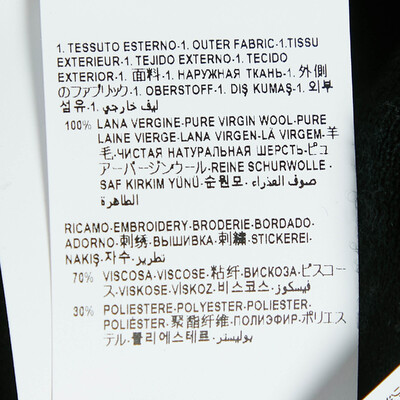 1. TESSUTO ESTERNO-1. OUTER FABRIC-1.TISSU
EXTERIEUR-1. TEJIDO EXTERNO-1. TECIDO
EXTERIOR-1. 面料-1. НАРУЖНАЯ ТКАНЬ-1. 外側
のファブリック-1. OBERSTOFF-1. DIŞ KUMAŞ-1. 외부
섬유-1. ليف خارجي
100% LANA VERGINE-PURE VIRGIN WOOL-PURE
LAINE VIERGE-LANA VIRGEN-LÃ VIRGEM-羊
毛-ЧИСТАЯ НАТУРАЛЬНАЯ ШЕРСТЬ-ピュ
アーバージンウール-REINE SCHURWOLLE-
SAF KIRKIM YÜNÜ-순원모-صوف العذراء
الطاهرة
RICAMO-EMBROIDERY-BRODERIE-BORDADO-
ADORNO-刺绣-ВЫШИВКА-刺繍-STICKEREI-
NAKIŞ-자수-تطريز
70% VISCOSA-VISCOSE-粘纤-ВИСКОЗА-ビスコー
ス-VISKOSE-VİSKOZ-비스코스-فيسكوز
30% POLIESTERE-POLYESTER-POLIESTER-
POLIÉSTER-聚酯纤维-ПОЛИЭФИР-ポリエス
テル-폴리에스테르-بوليستر